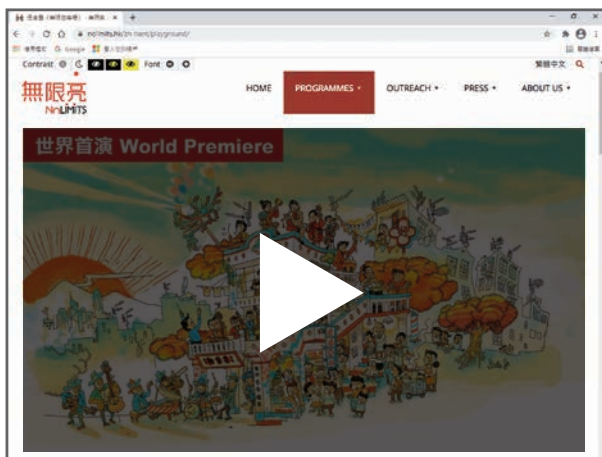 nolimits.hk/zh-hant/playground/
Google
Contrast
Font
繁體中文
無限亮
NoLiMiTS
HOME
PROGRAMMES
OUTREACH
PRESS
ABOUT US
世界首演 World Premiere